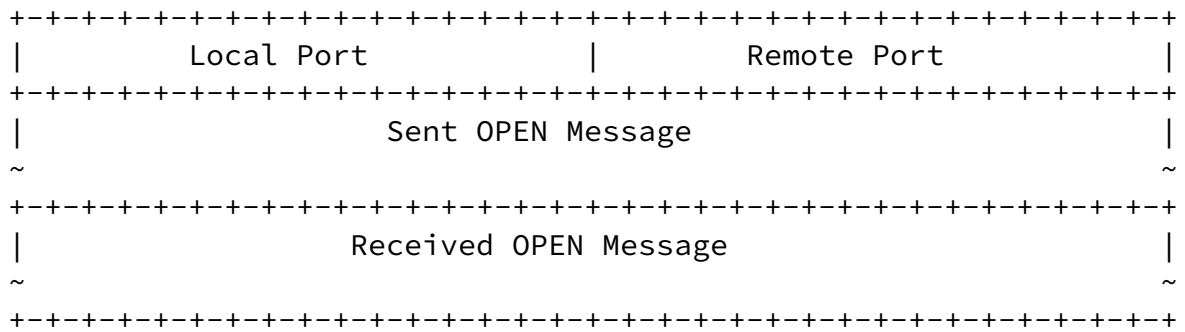 +-+-+-+-+-+-+-+-+-+-+-+-+-+-+-+-+-+-+-+-+-+-+-+-+-+-+-+-+-+-+-+-+
|         Local Port            |        Remote Port            |
+-+-+-+-+-+-+-+-+-+-+-+-+-+-+-+-+-+-+-+-+-+-+-+-+-+-+-+-+-+-+-+-+
|                    Sent OPEN Message                          |
~                                                               ~
+-+-+-+-+-+-+-+-+-+-+-+-+-+-+-+-+-+-+-+-+-+-+-+-+-+-+-+-+-+-+-+-+
|                  Received OPEN Message                        |
~                                                               ~
+-+-+-+-+-+-+-+-+-+-+-+-+-+-+-+-+-+-+-+-+-+-+-+-+-+-+-+-+-+-+-+-+